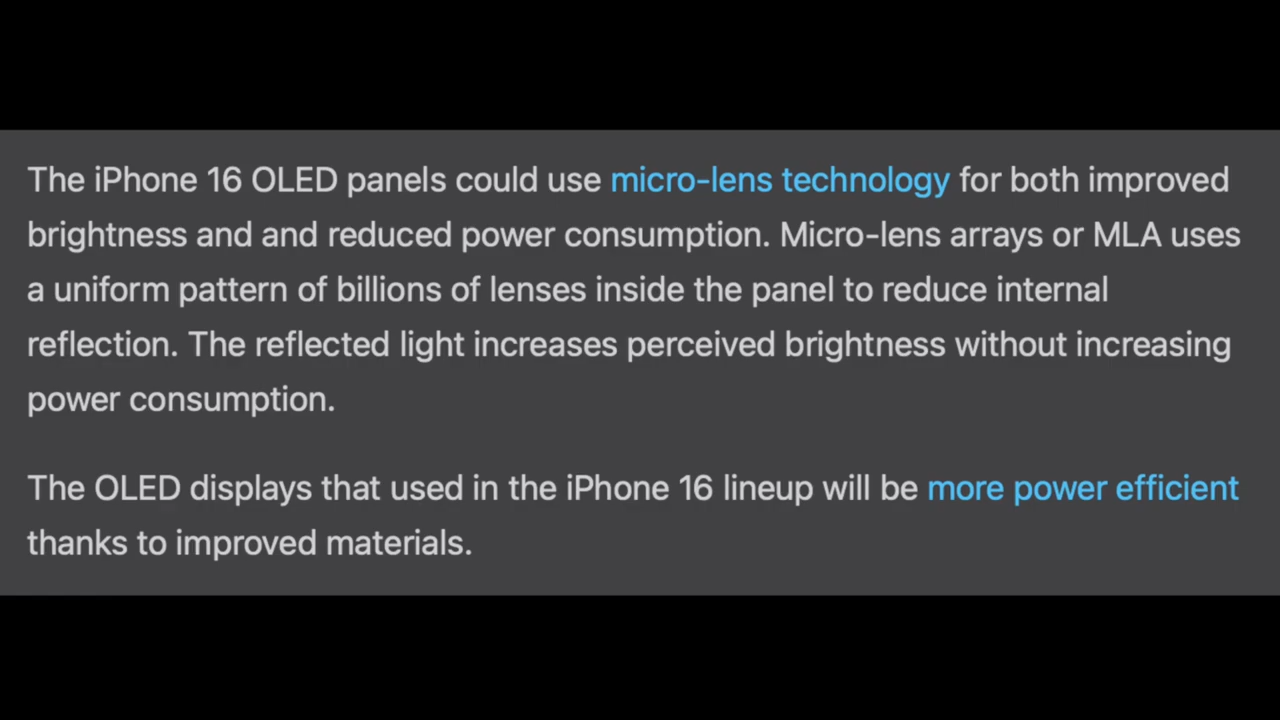 The iPhone 16 OLED panels could use micro-lens technology for both improved
brightness and and reduced power consumption. Micro-lens arrays or MLA uses
a uniform pattern of billions of lenses inside the panel to reduce internal
reflection. The reflected light increases perceived brightness without increasing
power consumption.
The OLED displays that used in the iPhone 16 lineup will be more power efficient
thanks to improved materials.